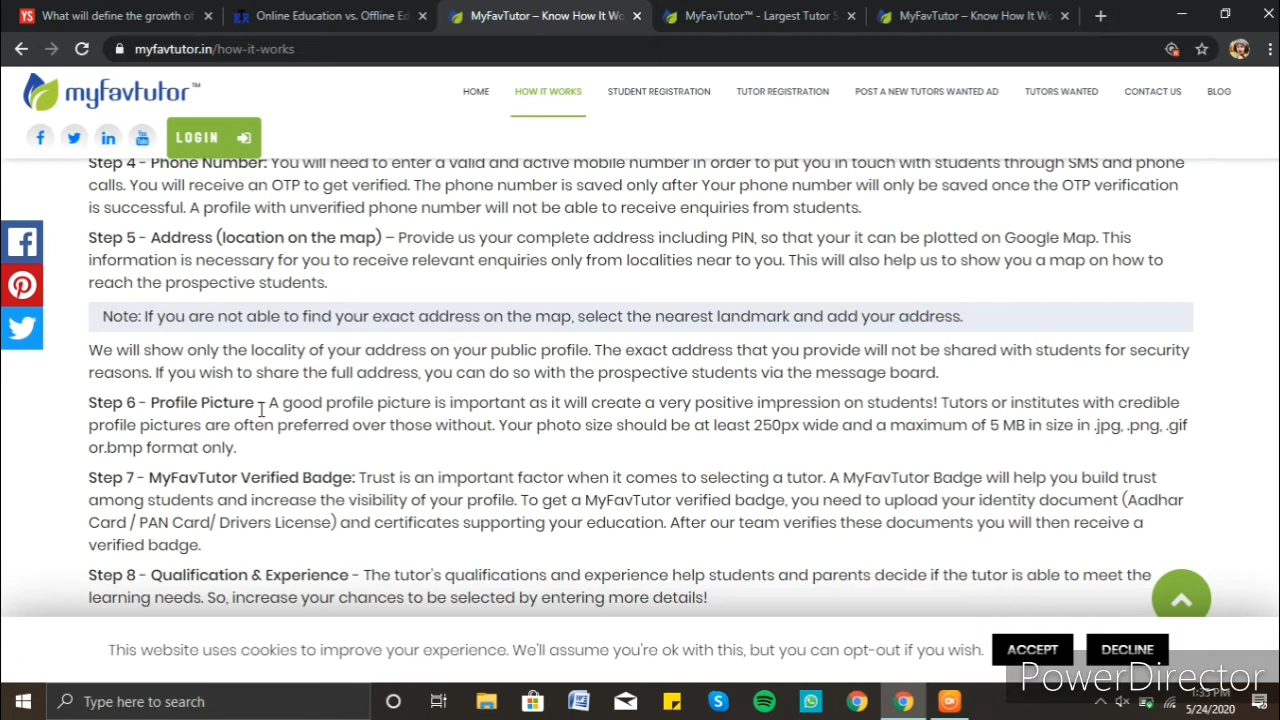 What will define the growth of
Online Education vs. Offline Ed
MyFavTutor – Know How It Wo
MyFavTutor™ - Largest Tutor S
MyFavTutor – Know How It Wo
myfavtutor.in/how-it-works
myfavtutor™
HOME
HOW IT WORKS
STUDENT REGISTRATION
TUTOR REGISTRATION
POST A NEW TUTORS WANTED AD
TUTORS WANTED
CONTACT US
BLOG
LOGIN
Step 4 - Phone Number: You will need to enter a valid and active mobile number in order to put you in touch with students through SMS and phone
calls. You will receive an OTP to get verified. The phone number is saved only after Your phone number will only be saved once the OTP verification
is successful. A profile with unverified phone number will not be able to receive enquiries from students.
Step 5 - Address (location on the map) – Provide us your complete address including PIN, so that your it can be plotted on Google Map. This
information is necessary for you to receive relevant enquiries only from localities near to you. This will also help us to show you a map on how to
reach the prospective students.
Note: If you are not able to find your exact address on the map, select the nearest landmark and add your address.
We will show only the locality of your address on your public profile. The exact address that you provide will not be shared with students for security
reasons. If you wish to share the full address, you can do so with the prospective students via the message board.
Step 6 - Profile Picture - A good profile picture is important as it will create a very positive impression on students! Tutors or institutes with credible
profile pictures are often preferred over those without. Your photo size should be at least 250px wide and a maximum of 5 MB in size in .jpg, .png, .gif
or.bmp format only.
Step 7 - MyFavTutor Verified Badge: Trust is an important factor when it comes to selecting a tutor. A MyFavTutor Badge will help you build trust
among students and increase the visibility of your profile. To get a MyFavTutor verified badge, you need to upload your identity document (Aadhar
Card / PAN Card/ Drivers License) and certificates supporting your education. After our team verifies these documents you will then receive a
verified badge.
Step 8 - Qualification & Experience - The tutor's qualifications and experience help students and parents decide if the tutor is able to meet the
learning needs. So, increase your chances to be selected by entering more details!
This website uses cookies to improve your experience. We'll assume you're ok with this, but you can opt-out if you wish.
ACCEPT
DECLINE
PowerDirector
Type here to search
1:35 PM
5/24/2020